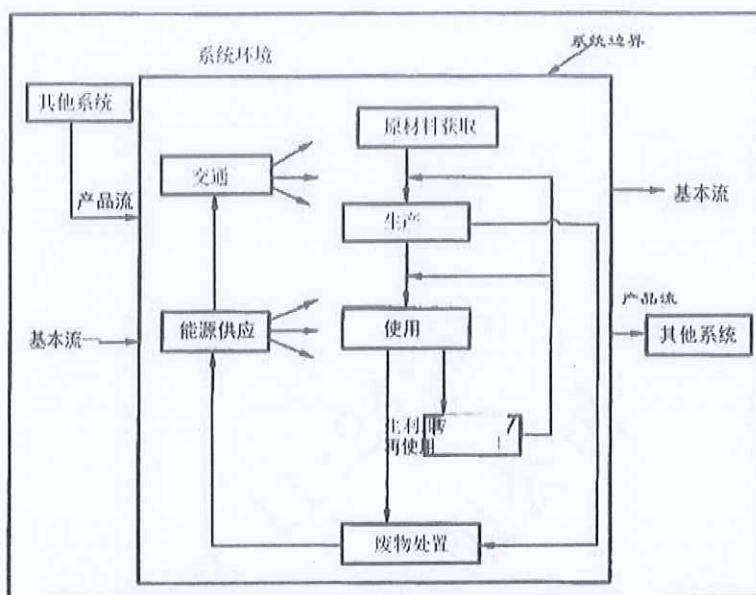 系统环境
系统边界
其他系统
原材料获取
交通
产品流
基本流
生产
产品流
能源供应
使用
基本流
其他系统
再使用
废物处置